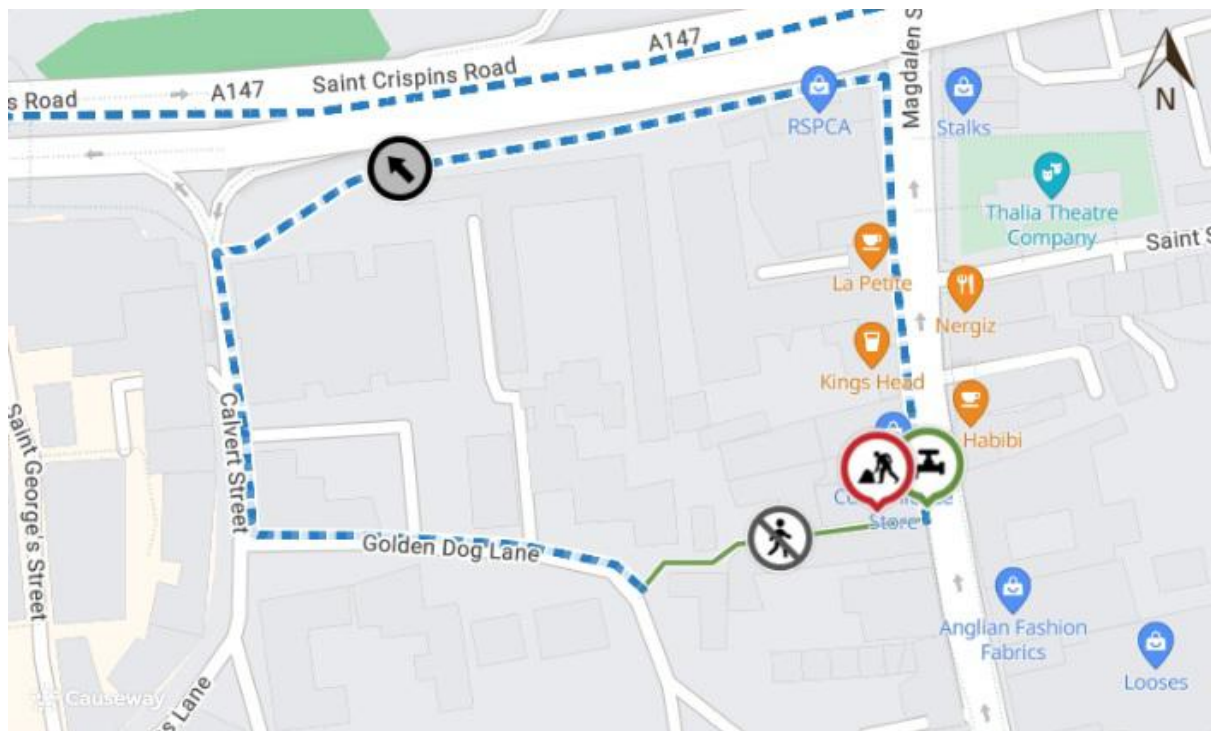 A147
Magdalen S
Saint Crispins Road
s Road
A147
N
RSPCA
Stalks
Thalia Theatre
Company
Saint S
La Petite
Nergiz
Kings Head
Calvert Street
Saint George's Street
Habibi
Store
Golden Dog Lane
Anglian Fashion
Fabrics
Looses
Causeway
s Lane